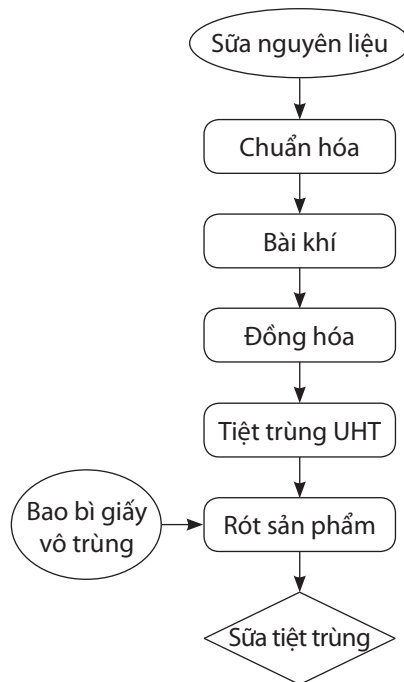 Sữa nguyên liệu
Chuẩn hóa
Bài khí
Đồng hóa
Tiệt trùng UHT
Bao bì giấy
vô trùng
Rót sản phẩm
Sữa tiệt trùng